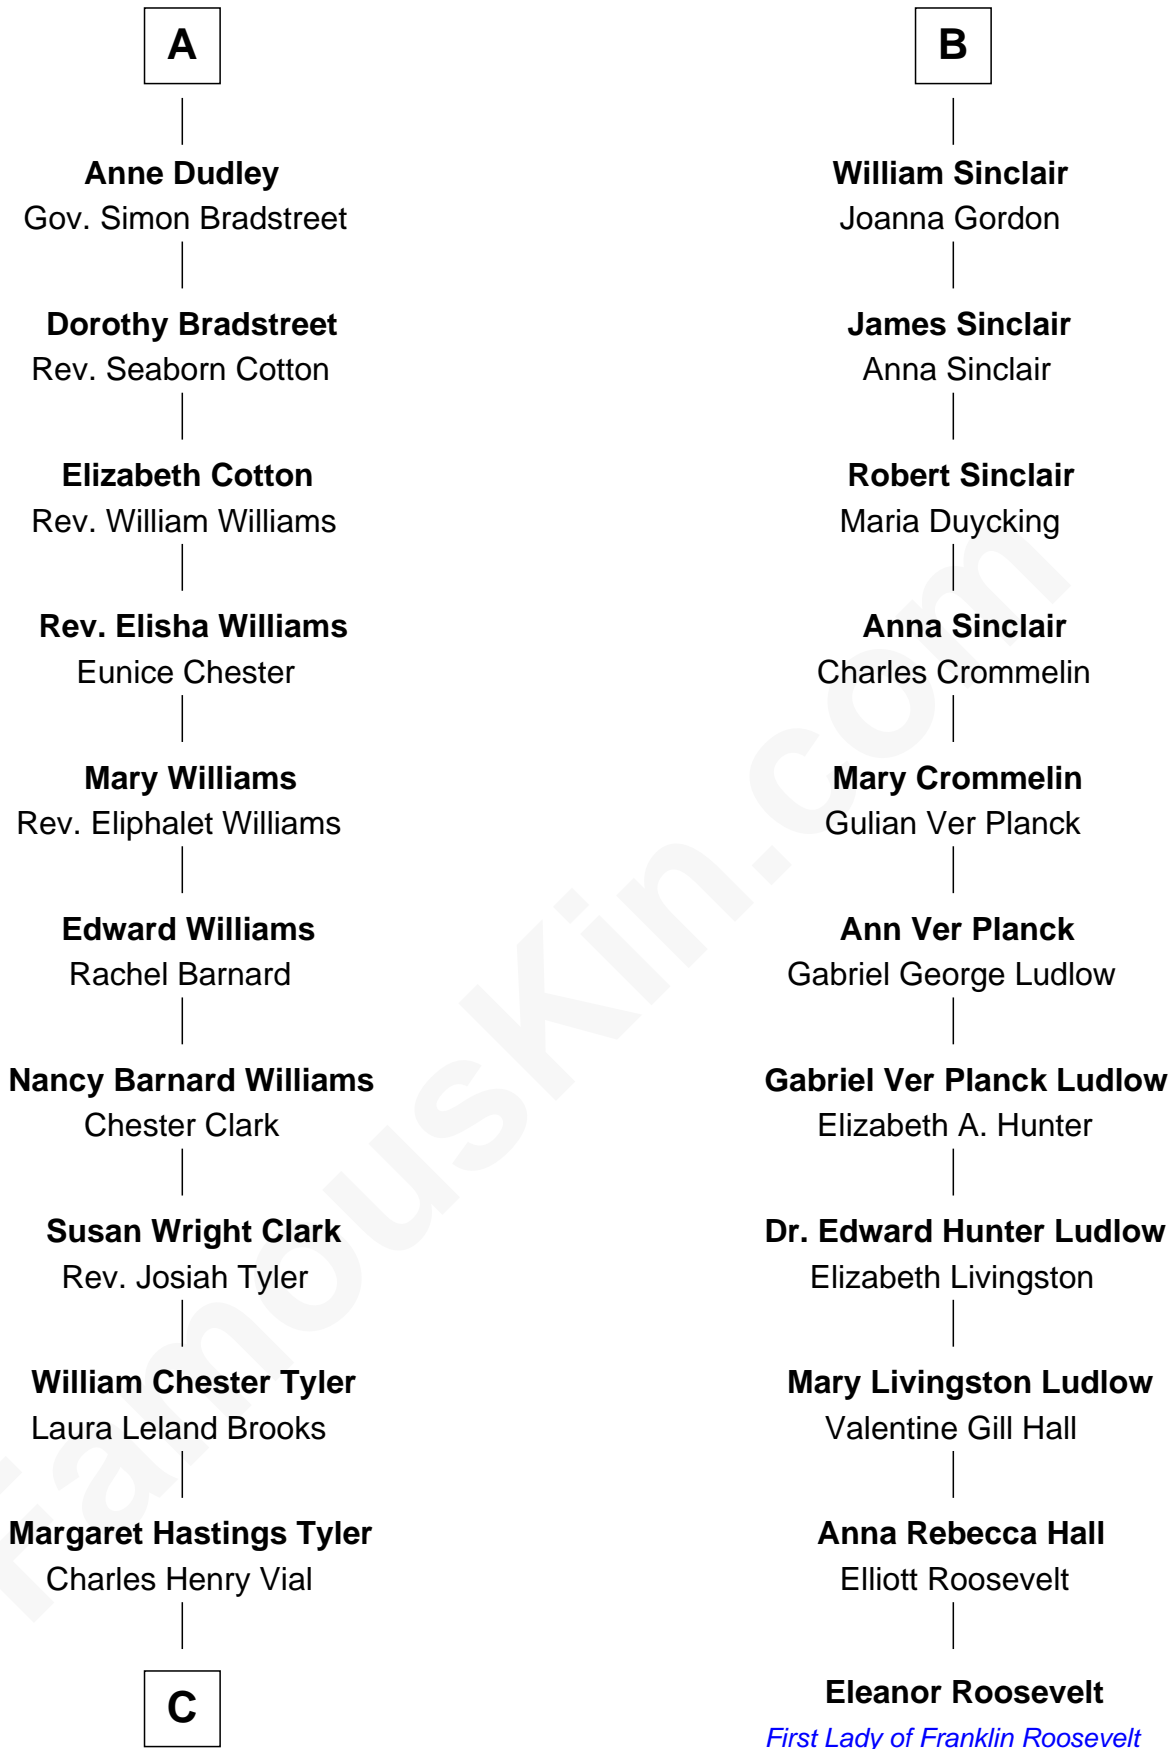 A
Anne Dudley
Gov. Simon Bradstreet
Dorothy Bradstreet
Rev. Seaborn Cotton
Elizabeth Cotton
Rev. William Williams
Rev. Elisha Williams
Eunice Chester
Mary Williams
Rev. Eliphalet Williams
Edward Williams
Rachel Barnard
Nancy Barnard Williams
Chester Clark
Susan Wright Clark
Rev. Josiah Tyler
William Chester Tyler
Laura Leland Brooks
Margaret Hastings Tyler
Charles Henry Vial
C
B
William Sinclair
Joanna Gordon
James Sinclair
Anna Sinclair
Robert Sinclair
Maria Duycking
Anna Sinclair
Charles Crommelin
Mary Crommelin
Gulian Ver Planck
Ann Ver Planck
Gabriel George Ludlow
Gabriel Ver Planck Ludlow
Elizabeth A. Hunter
Dr. Edward Hunter Ludlow
Elizabeth Livingston
Mary Livingston Ludlow
Valentine Gill Hall
Anna Rebecca Hall
Elliott Roosevelt
Eleanor Roosevelt
First Lady of Franklin Roosevelt
FamousKin.com